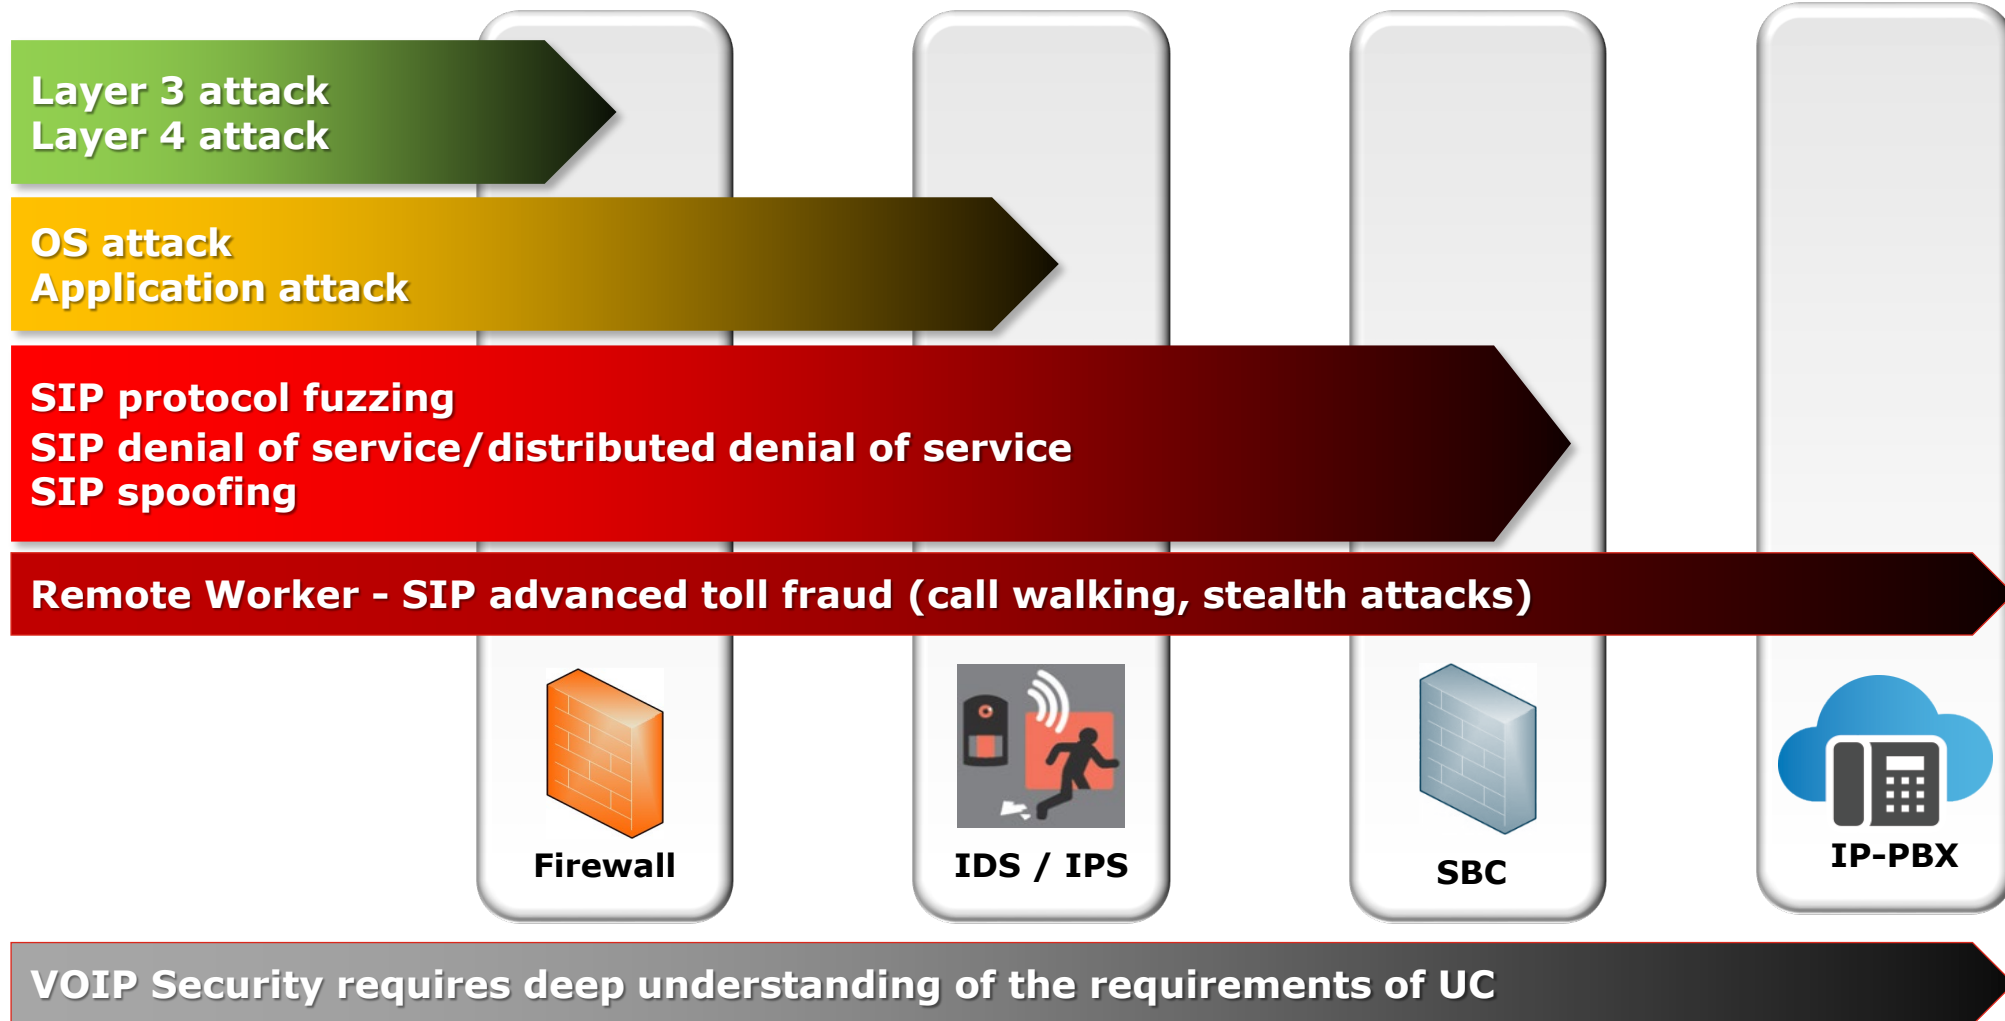 Layer 3 attack
Layer 4 attack
OS attack
Application attack
SIP protocol fuzzing
SIP denial of service/distributed denial of service
SIP spoofing
Remote Worker - SIP advanced toll fraud (call walking, stealth attacks)
Firewall
IDS / IPS
SBC
IP-PBX
VOIP Security requires deep understanding of the requirements of UC